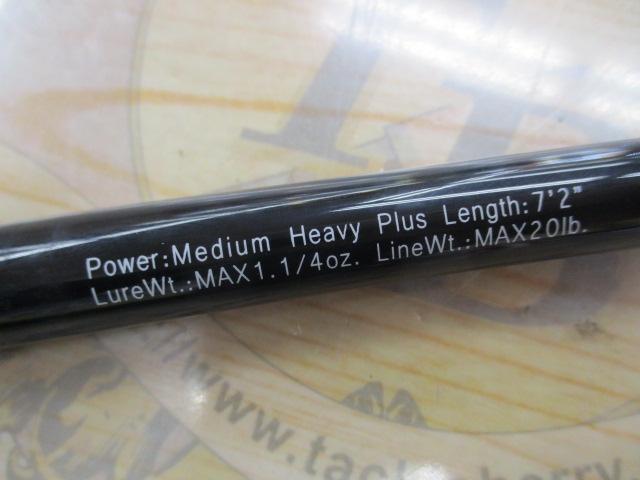 Power:Medium Heavy Plus Length:7'2"
LureWt.:MAX1.1/4oz. LineWt.:MAX20lb.